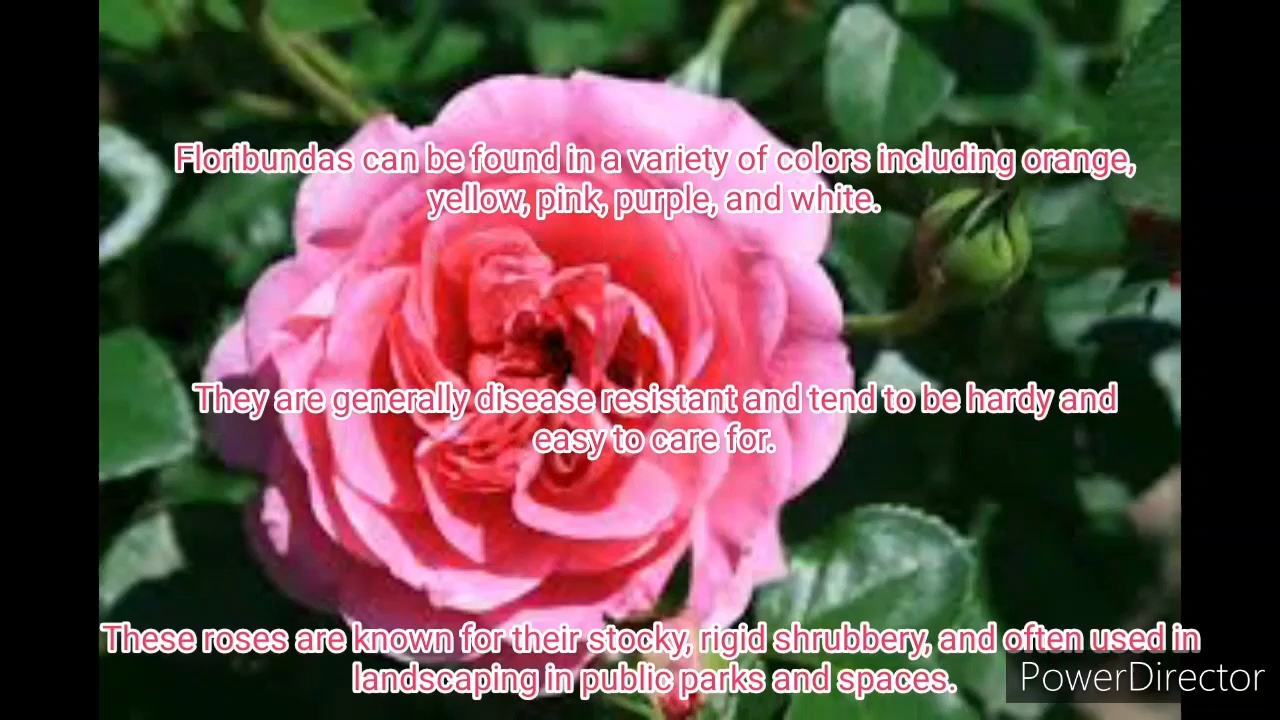 Floribundas can be found in a variety of colors including orange,
yellow, pink, purple, and white.
They are generally disease resistant and tend to be hardy and
easy to care for.
These roses are known for their stocky, rigid shrubbery, and often used in
landscaping in public parks and spaces.
PowerDirector